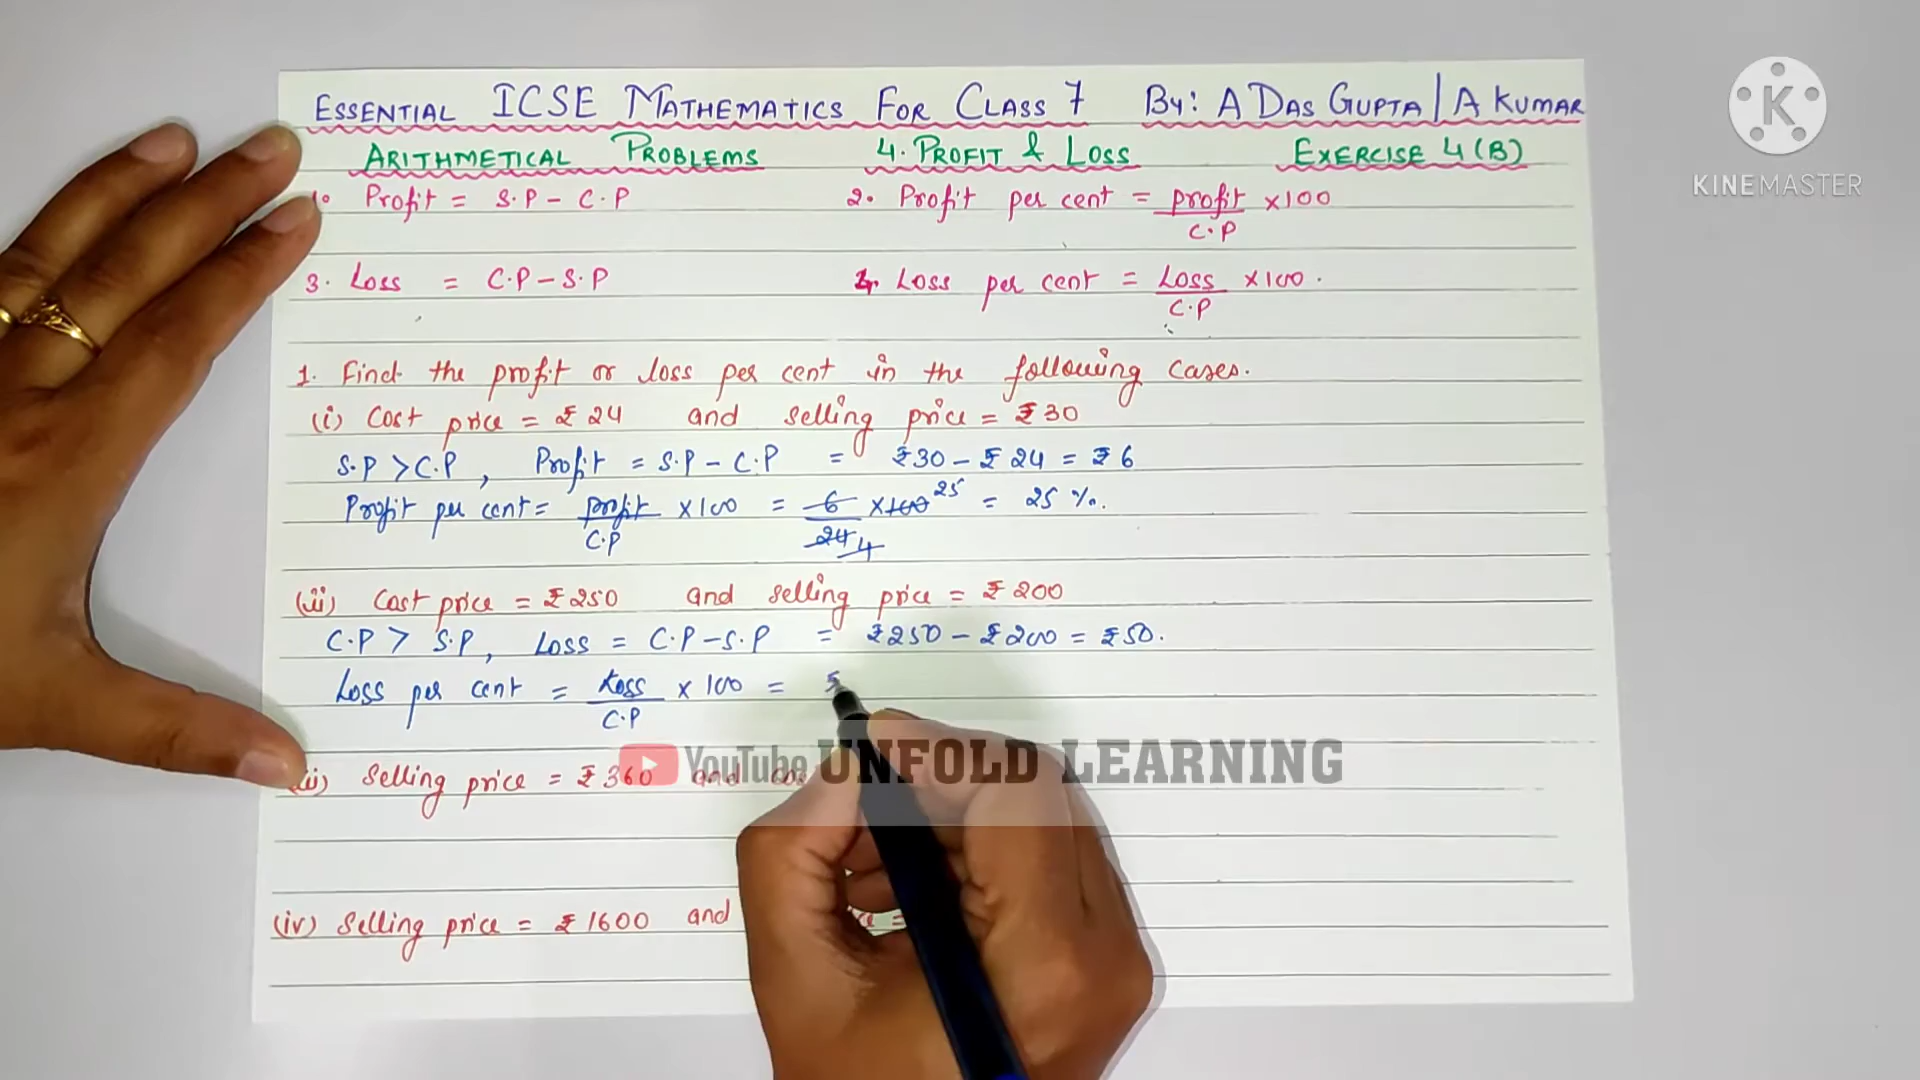 ESSENTIAL ICSE MATHEMATICS FOR CLASS 7 BY: A DAS GUPTA / A KUMAR
ARITHMETICAL PROBLEMS 4. PROFIT & LOSS EXERCISE 4(B)
1. Profit = S.P - C.P 2. Profit per cent = profit/C.P × 100
3. Loss = C.P - S.P 4. Loss per cent = Loss/C.P × 100.
1. Find the profit or loss per cent in the following cases.
(i) Cost price = ₹ 24 and selling price = ₹ 30
S.P > C.P, Profit = S.P - C.P = ₹30 - ₹ 24 = ₹ 6
Profit per cent = profit/C.P × 100 = 6/24 4 × 100 25 = 25 %.
(ii) Cost price = ₹ 250 and selling price = ₹ 200
C.P > S.P, Loss = C.P - S.P = ₹250 - ₹200 = ₹50.
Loss per cent = Loss/C.P × 100 = 5
Selling price = ₹ 360 and
(iv) Selling price = ₹ 1600 and
KINEMASTER
YouTube UNFOLD LEARNING